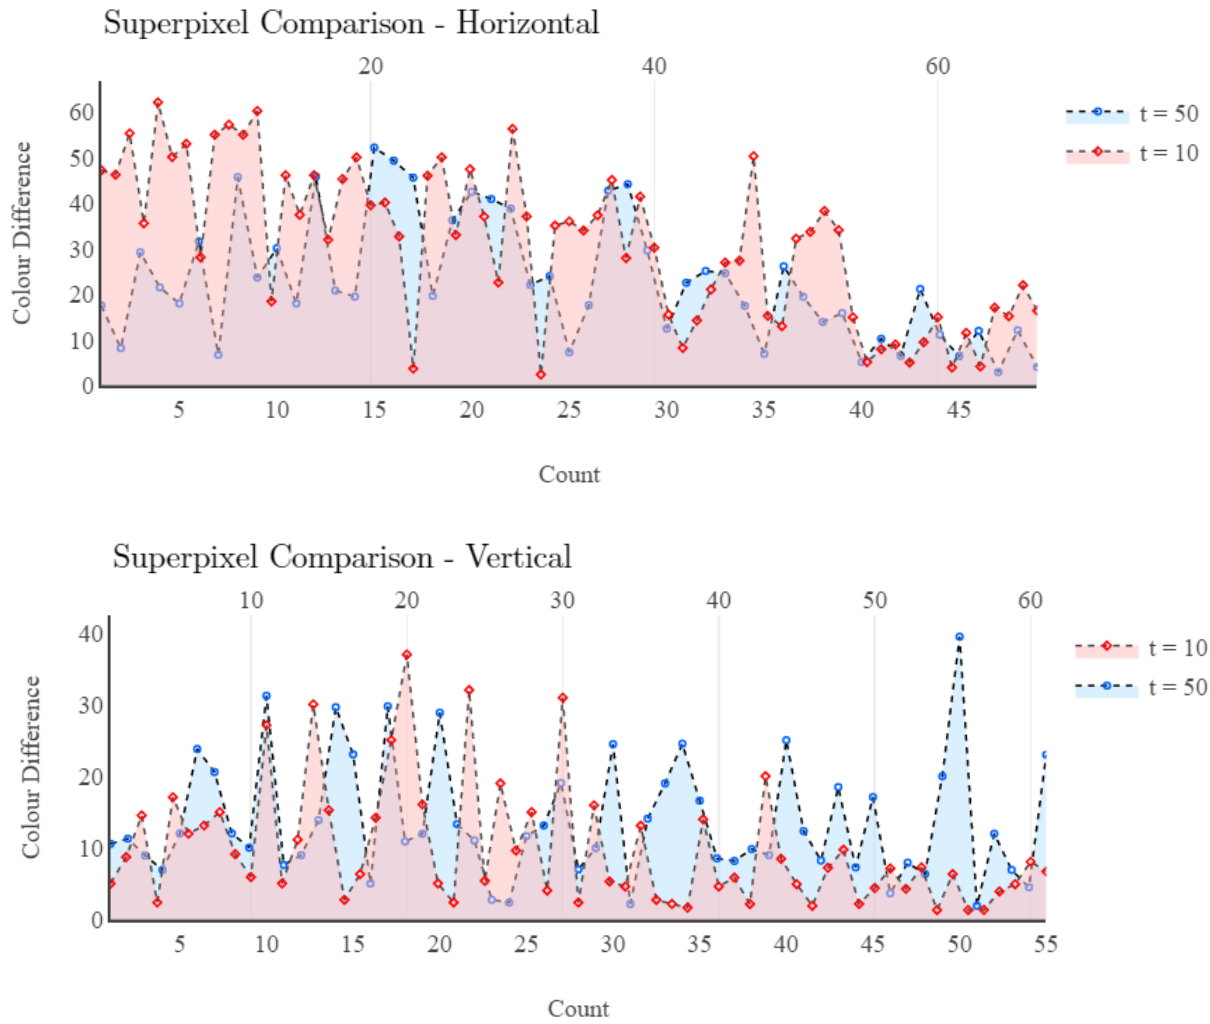 Superpixel Comparison - Horizontal
20 40 60
60
50
40
30
20
10
0
Colour Difference
t = 50
t = 10
5 10 15 20 25 30 35 40 45
Count
Superpixel Comparison - Vertical
10 20 30 40 50 60
40
30
20
10
0
Colour Difference
t = 10
t = 50
5 10 15 20 25 30 35 40 45 50 55
Count